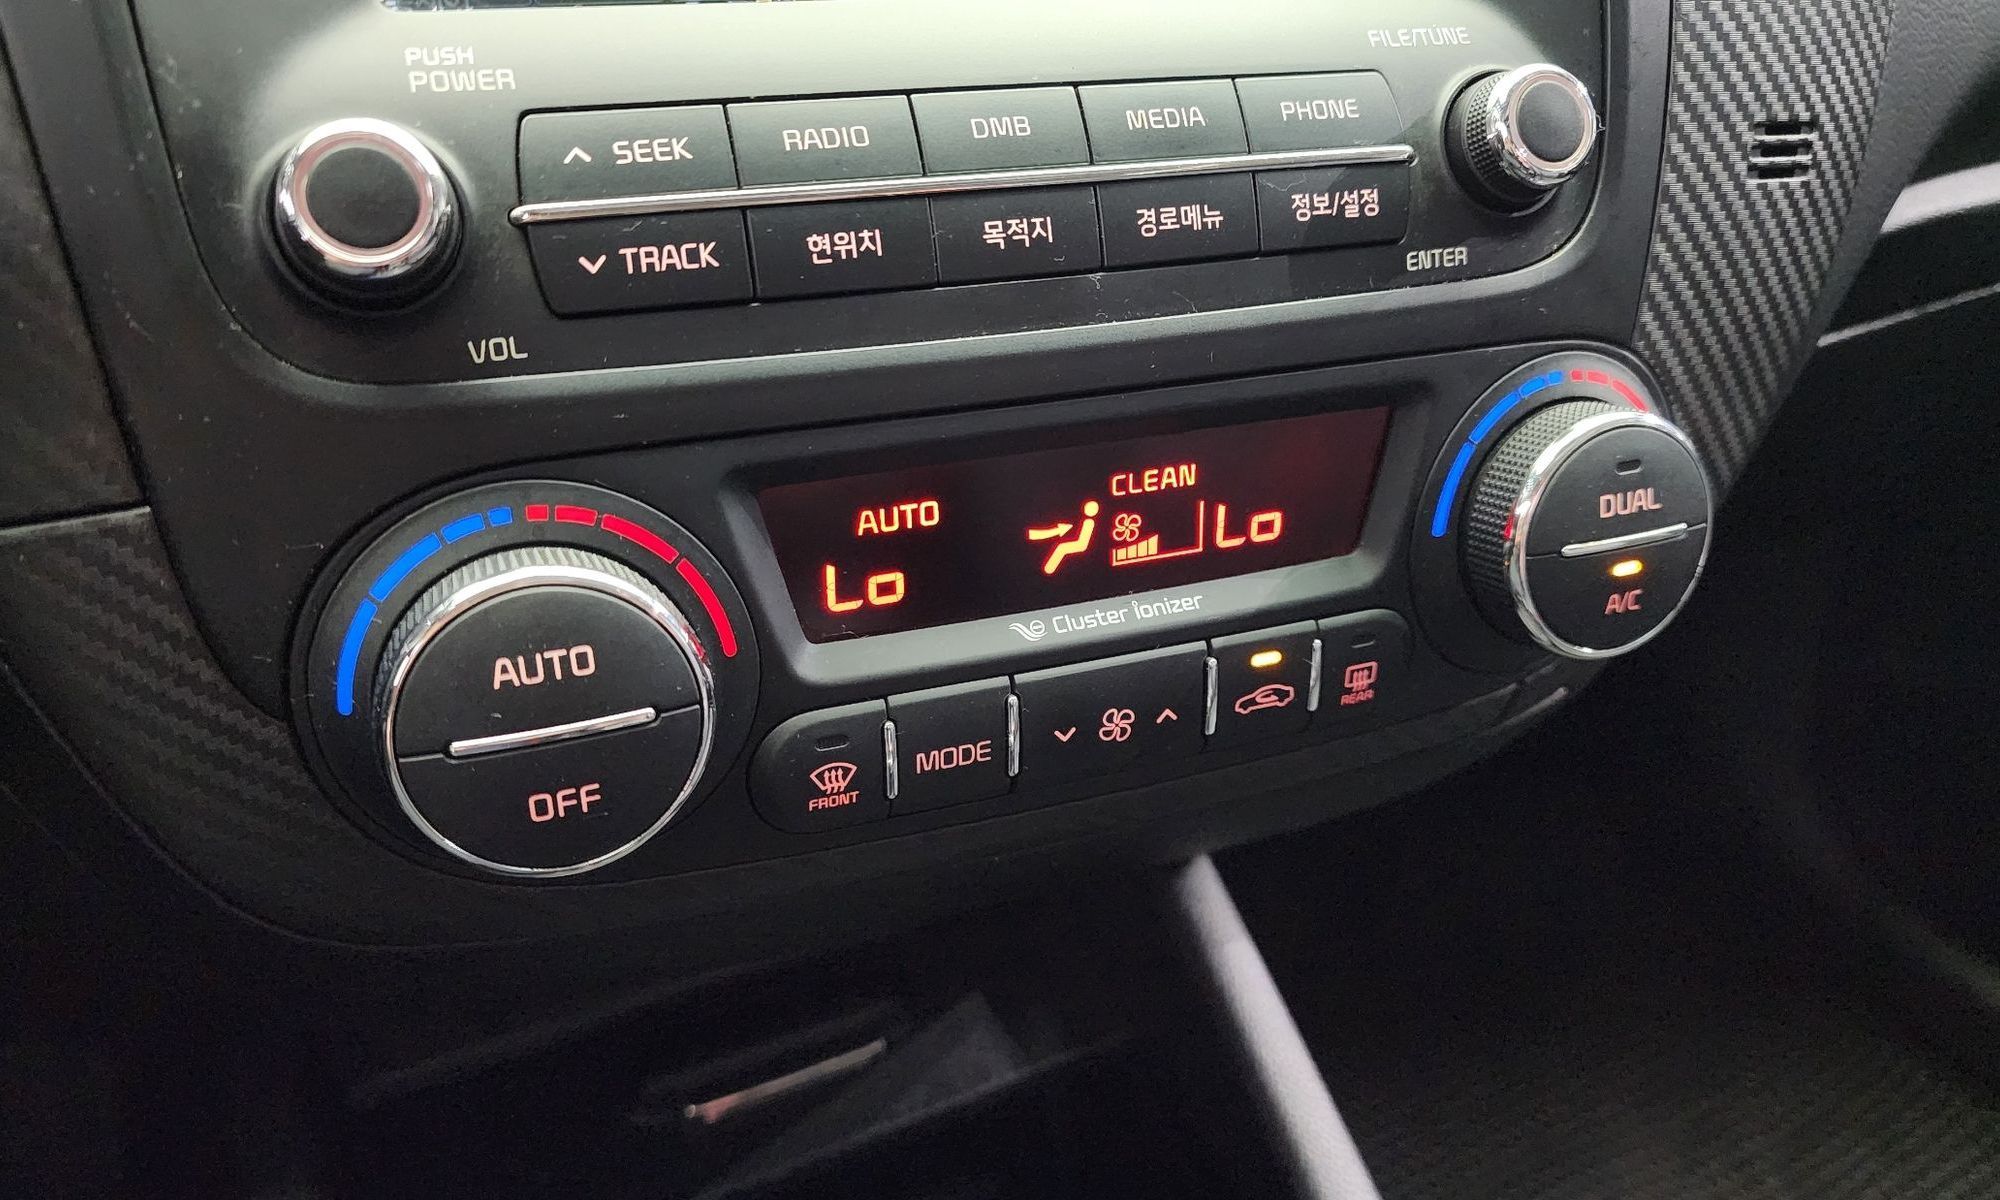 PUSH
POWER
FILE/TUNE
∧ SEEK RADIO DMB MEDIA PHONE
∨ TRACK 현위치 목적지 경로메뉴 정보/설정
VOL
ENTER
AUTO CLEAN
Lo Lo
Cluster ionizer
DUAL
A/C
AUTO
OFF
FRONT MODE REAR